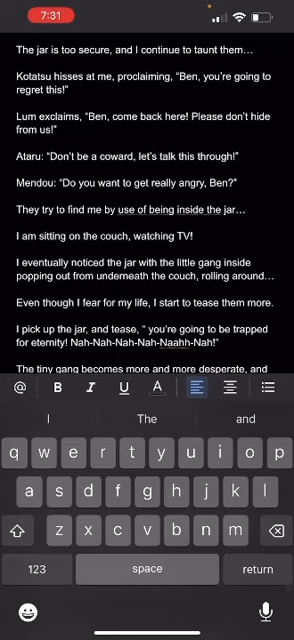 7:31
The jar is too secure, and I continue to taunt them…
Kotatsu hisses at me, proclaiming, “Ben, you’re going to
regret this!”
Lum exclaims, “Ben, come back here! Please don’t hide
from us!”
Ataru: “Don’t be a coward, let’s talk this through!”
Mendou: “Do you want to get really angry, Ben?”
They try to find me by use of being inside the jar…
I am sitting on the couch, watching TV!
I eventually noticed the jar with the little gang inside
popping out from underneath the couch, rolling around…
Even though I fear for my life, I start to tease them more.
I pick up the jar, and tease, “ you’re going to be trapped
for eternity! Nah-Nah-Nah-Nah-Naahh-Nah!”
The tiny gang becomes more and more desperate, and
@ B I U A
I The and
q w e r t y u i o p
a s d f g h j k l
z x c v b n m
123 space return